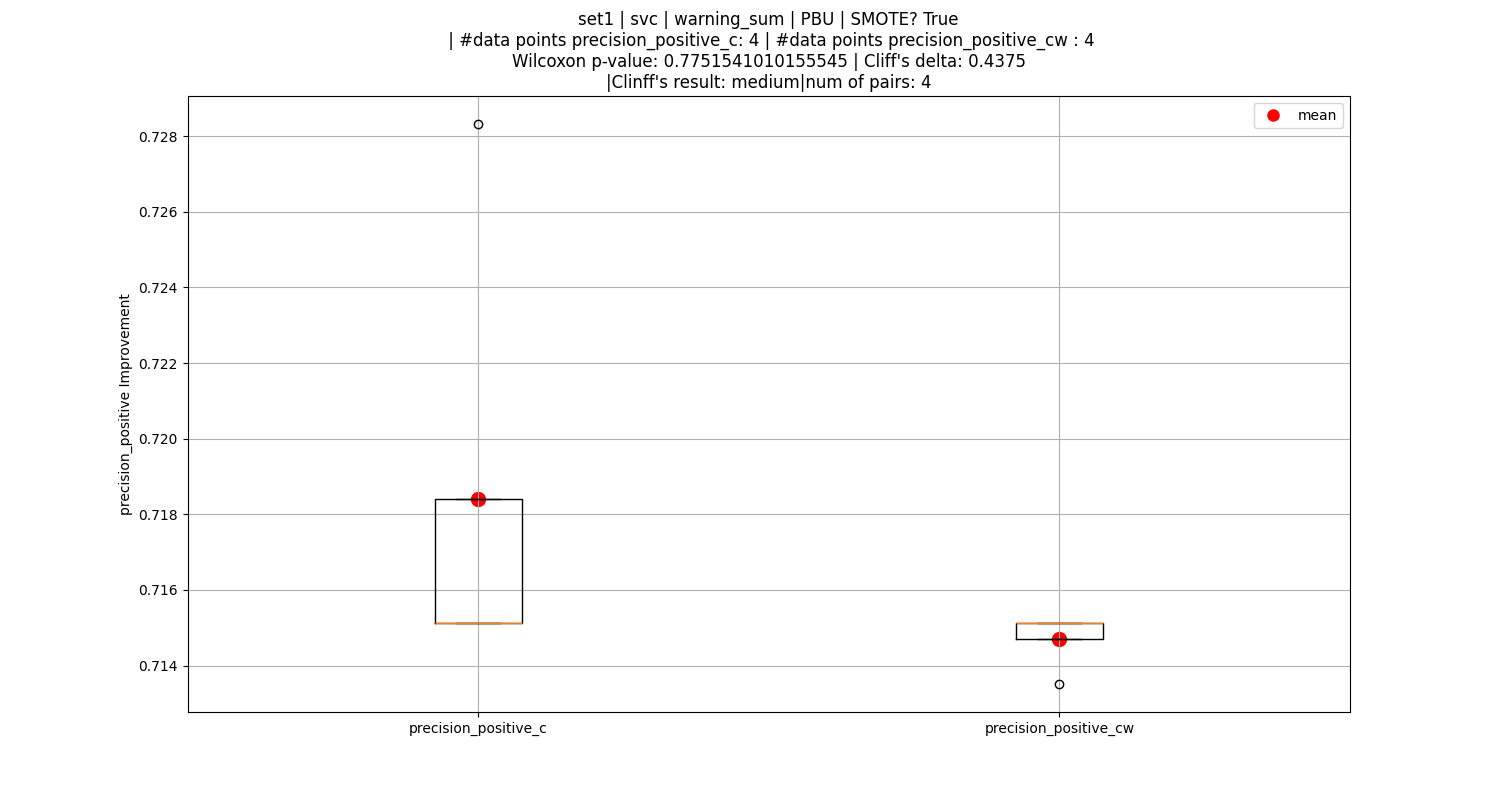 set1 | svc | warning_sum | PBU | SMOTE? True
| #data points precision_positive_c: 4 | #data points precision_positive_cw : 4
Wilcoxon p-value: 0.7751541010155545 | Cliff's delta: 0.4375
|Clinff's result: medium|num of pairs: 4
mean
precision_positive Improvement
0.728
0.726
0.724
0.722
0.720
0.718
0.716
0.714
precision_positive_c
precision_positive_cw